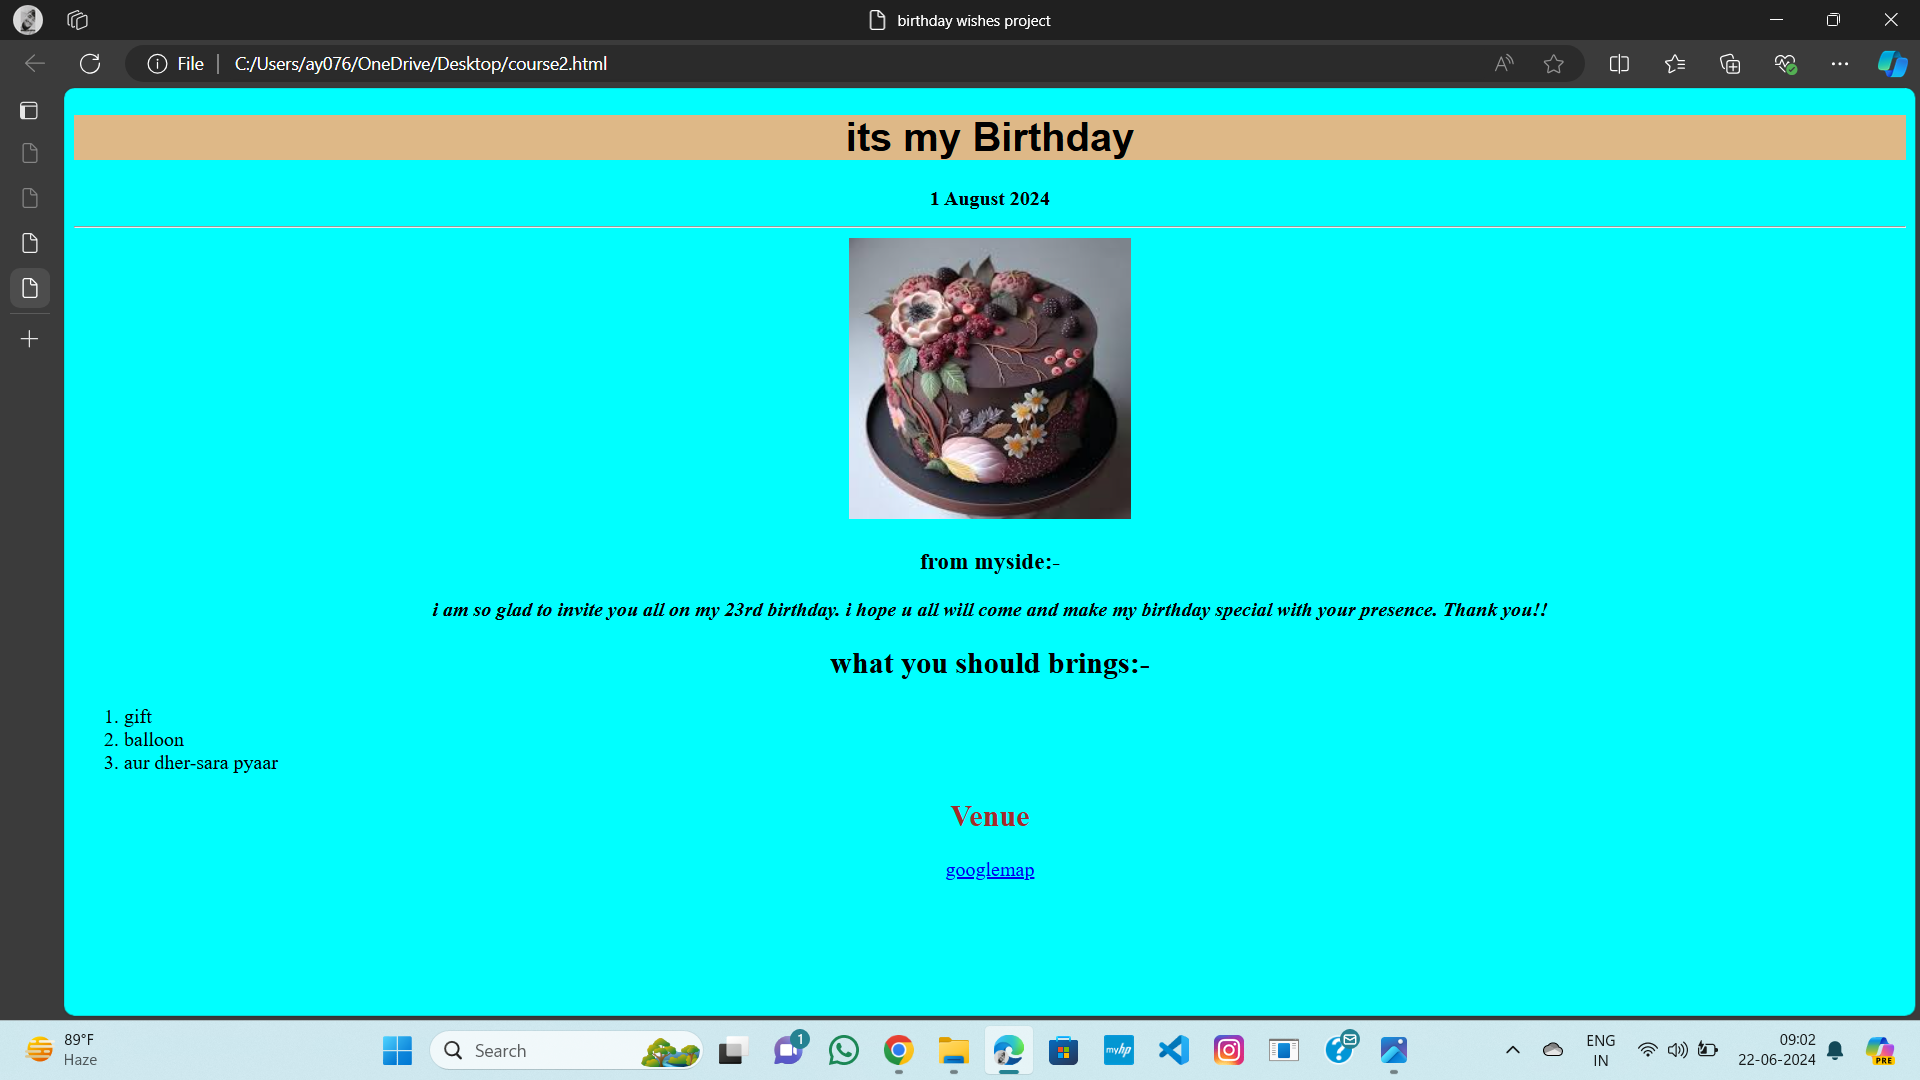 birthday wishes project
File
C:/Users/ay076/OneDrive/Desktop/course2.html
its my Birthday
1 August 2024
from myside:-
i am so glad to invite you all on my 23rd birthday. i hope u all will come and make my birthday special with your presence. Thank you!!
what you should brings:-
1. gift
2. balloon
3. aur dher-sara pyaar
Venue
googlemap
89°F
Haze
Search
1
myhp
ENG
IN
09:02
22-06-2024
PRE